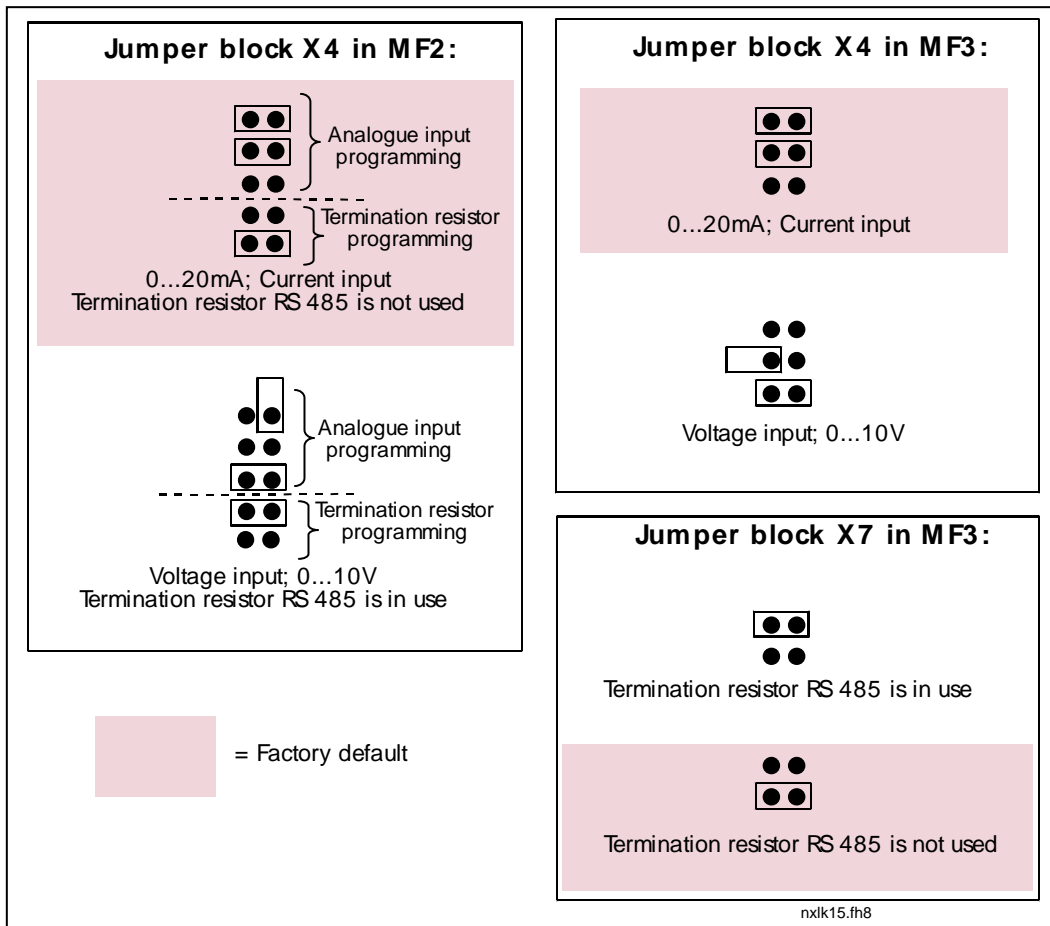 Jumper block X4 in MF2:
Analogue input
programming
Termination resistor
programming
0...20mA; Current input
Termination resistor RS 485 is not used
Analogue input
programming
Termination resistor
programming
Voltage input; 0...10V
Termination resistor RS 485 is in use
= Factory default
Jumper block X4 in MF3:
0...20mA; Current input
Voltage input; 0...10V
Jumper block X7 in MF3:
Termination resistor RS 485 is in use
Termination resistor RS 485 is not used
nxlk15.fh8